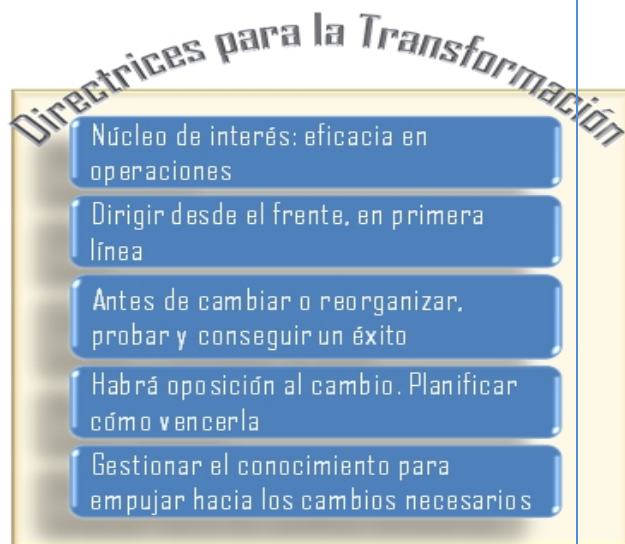 Directrices para la Transformación
Núcleo de interés: eficacia en
operaciones
Dirigir desde el frente, en primera
línea
Antes de cambiar o reorganizar,
probar y conseguir un éxito
Habrá oposición al cambio. Planificar
cómo vencerla
Gestionar el conocimiento para
empujar hacia los cambios necesarios